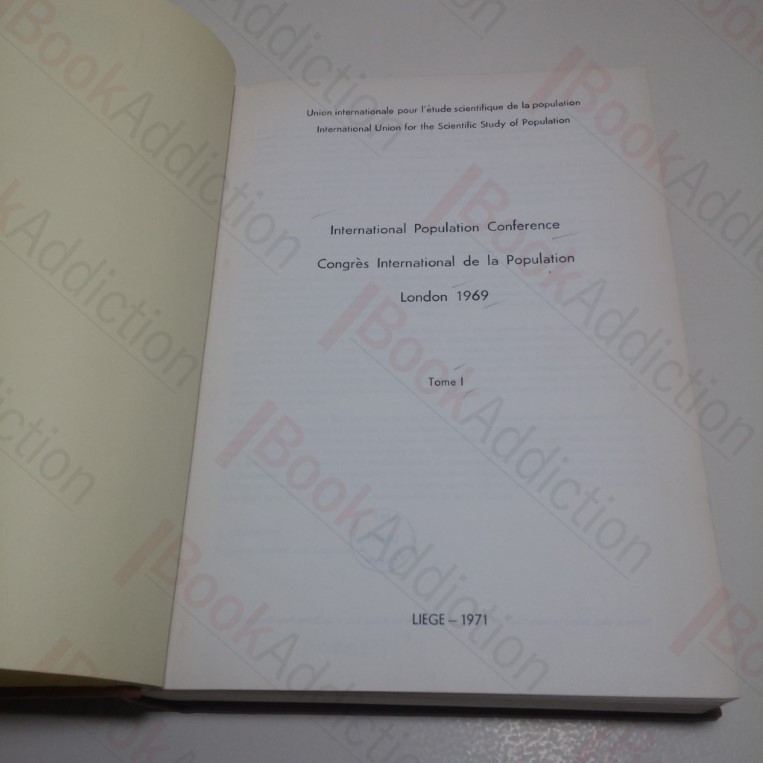 Union internationale pour l'étude scientifique de la population
International Union for the Scientific Study of Population
International Population Conference
Congrès International de la Population
London 1969
Tome I
LIEGE – 1971
BookAddiction